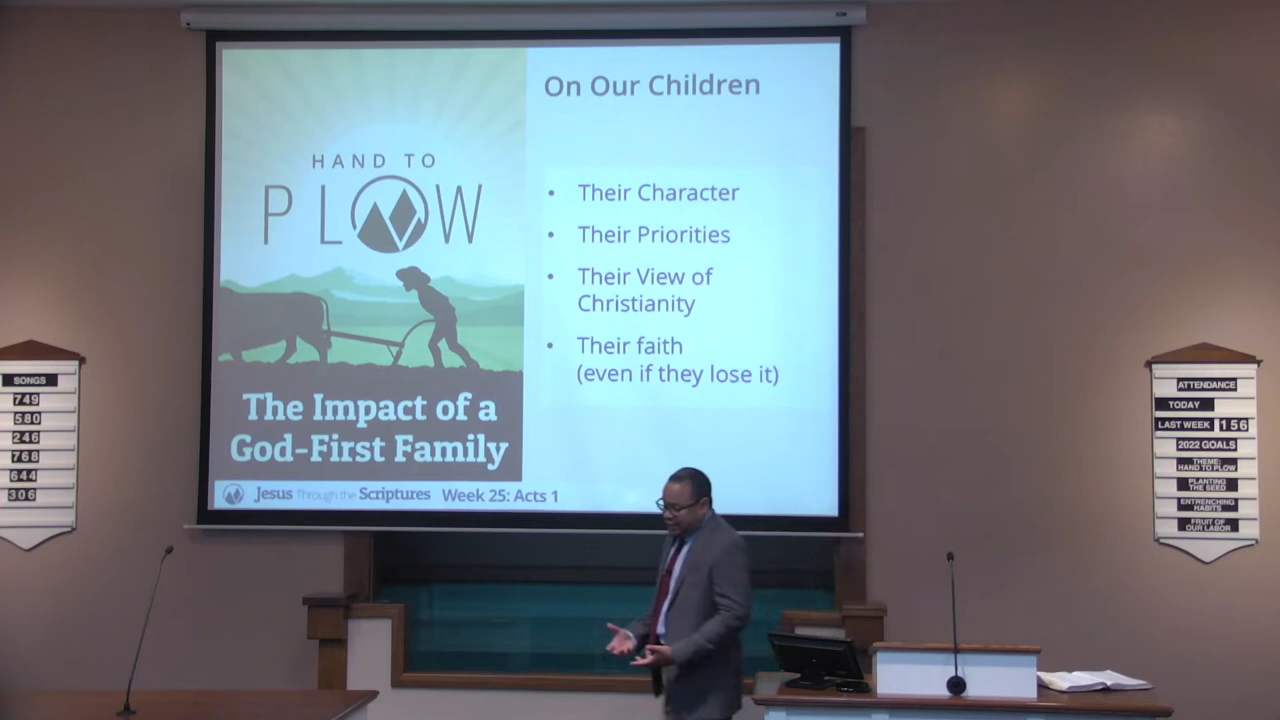 HAND TO
PLOW
The Impact of a
God-First Family
On Our Children
• Their Character
• Their Priorities
• Their View of
Christianity
• Their faith
(even if they lose it)
Jesus Through the Scriptures Week 25: Acts 1
SONGS
749
580
246
768
644
306
ATTENDANCE
TODAY
LAST WEEK 156
2022 GOALS
THEME:
HAND TO PLOW
PLANTING
THE SEED
ENTRENCHING
HABITS
FRUIT OF
OUR LABOR